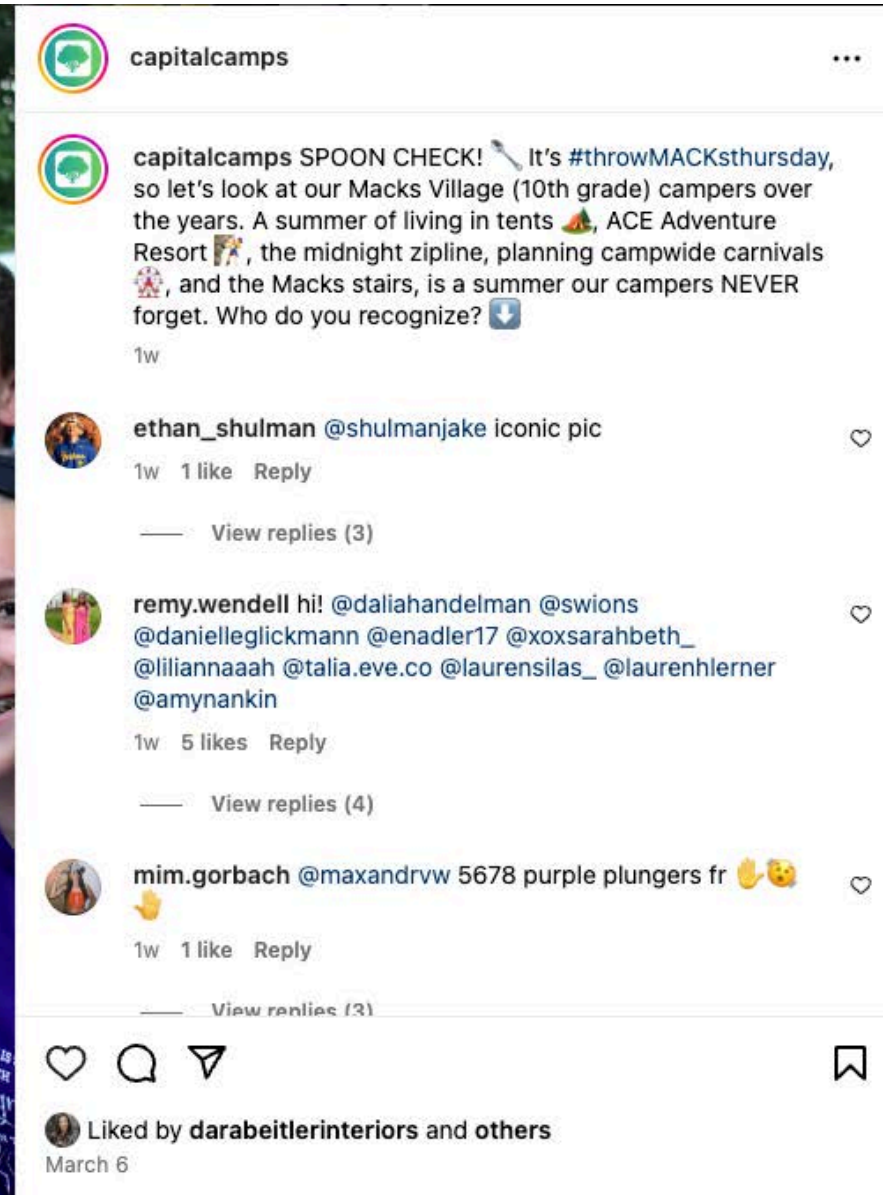 capitalcamps
capitalcamps SPOON CHECK! 🥄 It's #throwMACKsthursday,
so let's look at our Macks Village (10th grade) campers over
the years. A summer of living in tents 🏕️, ACE Adventure
Resort 🧗, the midnight zipline, planning campwide carnivals
🎡, and the Macks stairs, is a summer our campers NEVER
forget. Who do you recognize? ⬇️
1w
ethan_shulman @shulmanjake iconic pic
1w 1 like Reply
View replies (3)
remy.wendell hi! @daliahandelman @swions
@danielleglickmann @enadler17 @xoxsarahbeth_
@liliannaaah @talia.eve.co @laurensilas_ @laurenhlerner
@amynankin
1w 5 likes Reply
View replies (4)
mim.gorbach @maxandrvw 5678 purple plungers fr ✋🫨
🤚
1w 1 like Reply
View replies (3)
Liked by darabeitlerinteriors and others
March 6